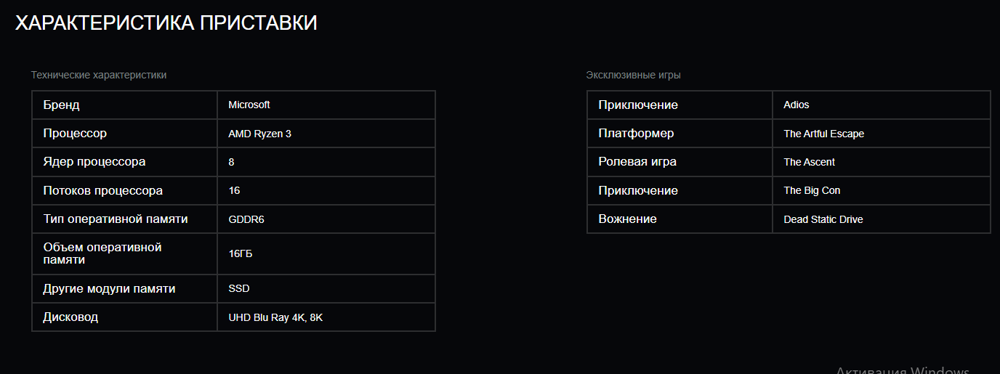 ХАРАКТЕРИСТИКА ПРИСТАВКИ
Технические характеристики
Бренд Microsoft
Процессор AMD Ryzen 3
Ядер процессора 8
Потоков процессора 16
Тип оперативной памяти GDDR6
Объем оперативной
памяти 16ГБ
Другие модули памяти SSD
Дисковод UHD Blu Ray 4K, 8K
Эксклюзивные игры
Приключение Adios
Платформер The Artful Escape
Ролевая игра The Ascent
Приключение The Big Con
Вожнение Dead Static Drive
Активация Windows